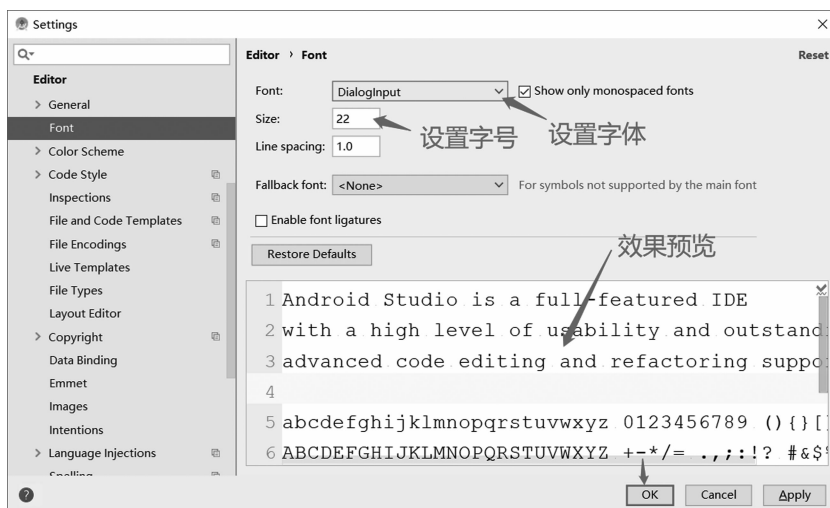 Settings
Editor › Font
Reset
Editor
General
Font
Color Scheme
Code Style
Inspections
File and Code Templates
File Encodings
Live Templates
File Types
Layout Editor
Copyright
Data Binding
Emmet
Images
Intentions
Language Injections
Spelling
Font: DialogInput Show only monospaced fonts
Size: 22
设置字号
设置字体
Line spacing: 1.0
Fallback font: <None> For symbols not supported by the main font
Enable font ligatures
Restore Defaults
效果预览
1 Android Studio is a full-featured IDE
2 with a high level of usability and outstand
3 advanced code editing and refactoring suppo
4
5 abcdefghijklmnopqrstuvwxyz 0123456789 (){}[
6 ABCDEFGHIJKLMNOPQRSTUVWXYZ +-*/= .,;:!? #&$
? OK Cancel Apply